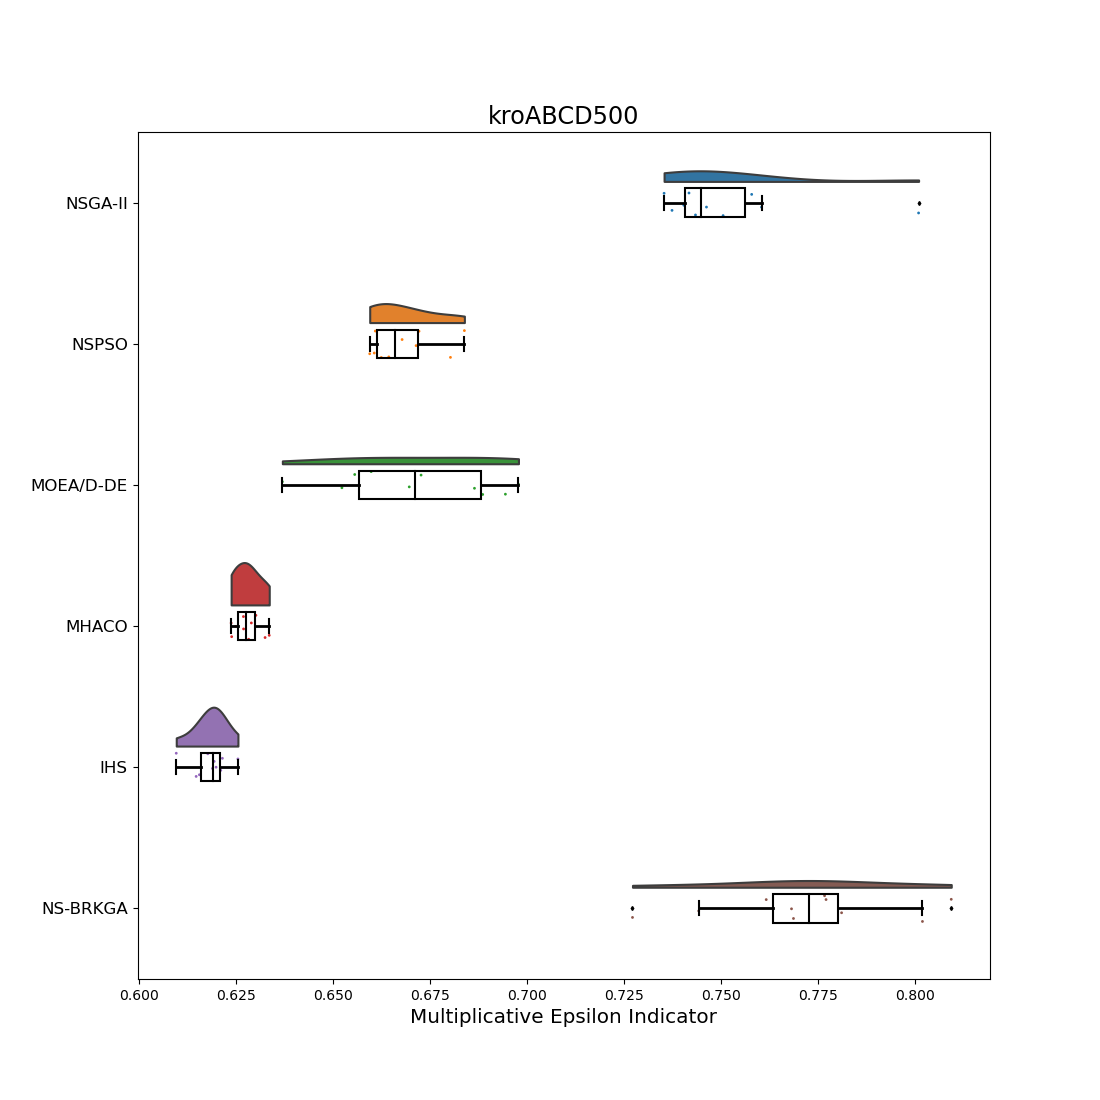 kroABCD500
NSGA-II
NSPSO
MOEA/D-DE
MHACO
IHS
NS-BRKGA
0.600 0.625 0.650 0.675 0.700 0.725 0.750 0.775 0.800
Multiplicative Epsilon Indicator